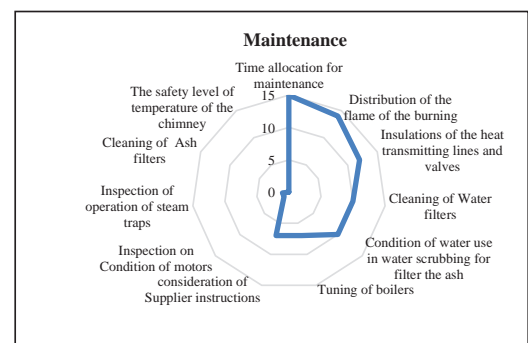 Maintenance
Time allocation for
maintenance
Distribution of the
flame of the burning
Insulations of the heat
transmitting lines and
valves
Cleaning of Water
filters
Condition of water use
in water scrubbing for
filter the ash
Tuning of boilers
consideration of
Supplier instructions
Inspection on
Condition of motors
Inspection of
operation of steam
traps
Cleaning of Ash
filters
The safety level of
temperature of the
chimney
15
10
5
0